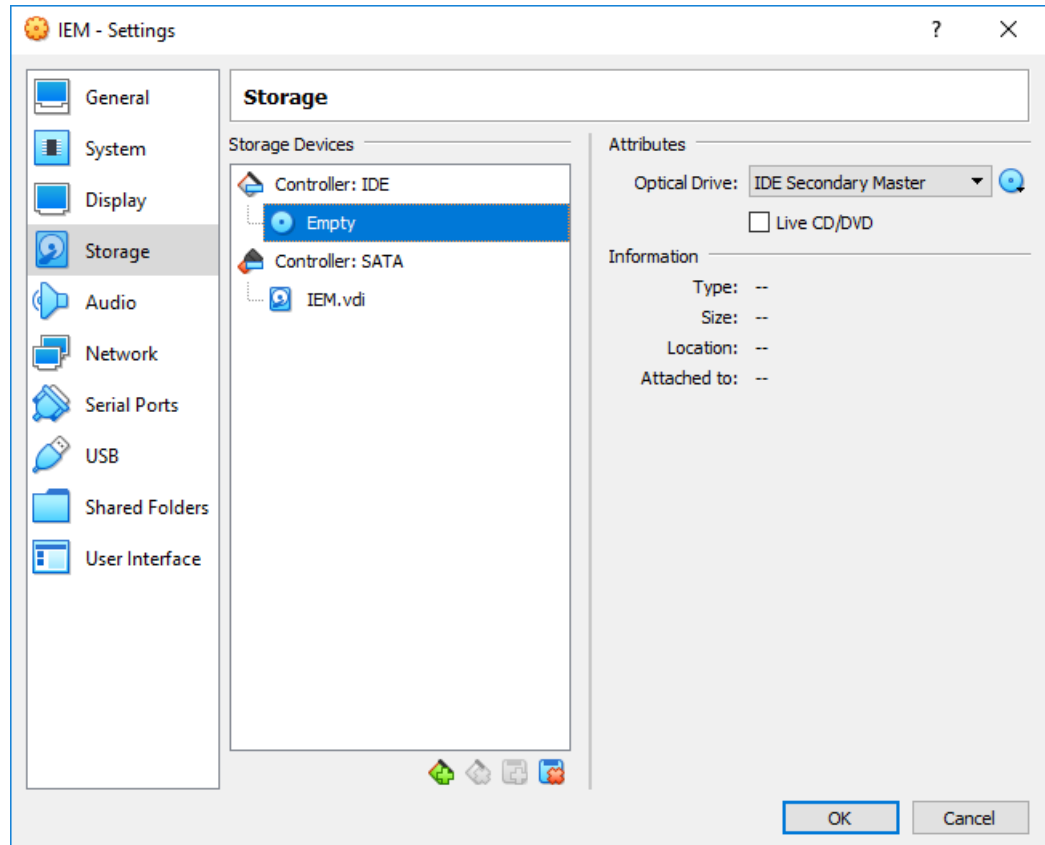 IEM - Settings
?
General
System
Display
Storage
Audio
Network
Serial Ports
USB
Shared Folders
User Interface
Storage
Storage Devices
Controller: IDE
Empty
Controller: SATA
IEM.vdi
Attributes
Optical Drive: IDE Secondary Master
Live CD/DVD
Information
Type: --
Size: --
Location: --
Attached to: --
OK
Cancel